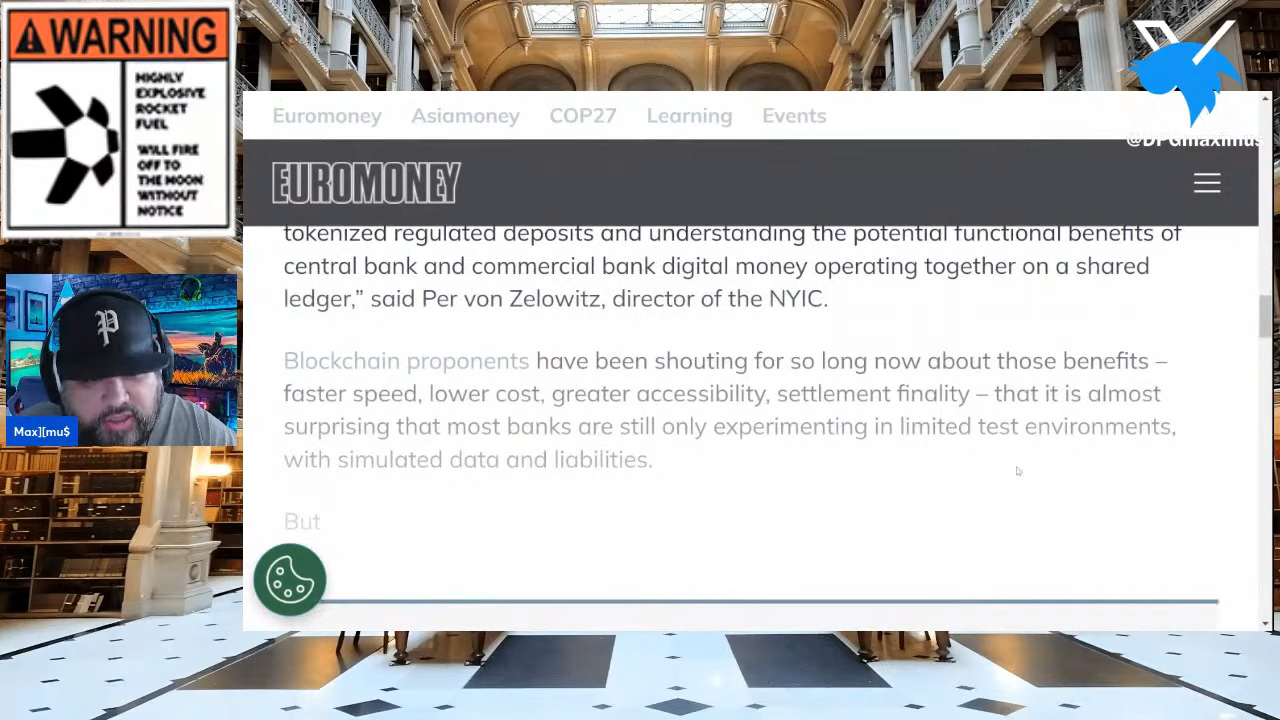 WARNING
HIGHLY
EXPLOSIVE
ROCKET
FUEL
WILL FIRE
OFF TO
THE MOON
WITHOUT
NOTICE
Euromoney Asiamoney COP27 Learning Events
@DPGmaximus
EUROMONEY
tokenized regulated deposits and understanding the potential functional benefits of
central bank and commercial bank digital money operating together on a shared
ledger,” said Per von Zelowitz, director of the NYIC.
Blockchain proponents have been shouting for so long now about those benefits –
faster speed, lower cost, greater accessibility, settlement finality – that it is almost
surprising that most banks are still only experimenting in limited test environments,
with simulated data and liabilities.
But
P
Max][mu$